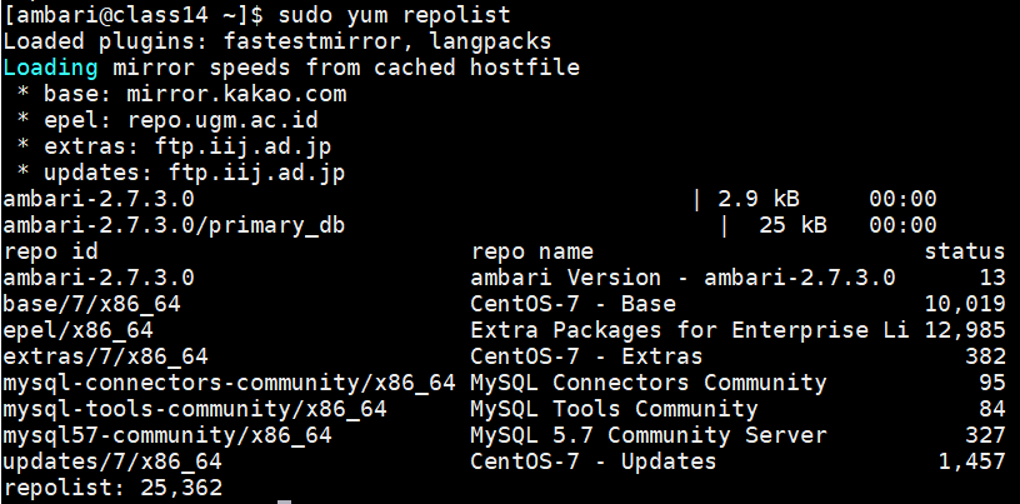 [ambari@class14 ~]$ sudo yum repolist
Loaded plugins: fastestmirror, langpacks
Loading mirror speeds from cached hostfile
 * base: mirror.kakao.com
 * epel: repo.ugm.ac.id
 * extras: ftp.iij.ad.jp
 * updates: ftp.iij.ad.jp
ambari-2.7.3.0                                     | 2.9 kB     00:00
ambari-2.7.3.0/primary_db                            |  25 kB   00:00
repo id                           repo name                        status
ambari-2.7.3.0                    ambari Version - ambari-2.7.3.0      13
base/7/x86_64                     CentOS-7 - Base                  10,019
epel/x86_64                       Extra Packages for Enterprise Li 12,985
extras/7/x86_64                   CentOS-7 - Extras                   382
mysql-connectors-community/x86_64 MySQL Connectors Community           95
mysql-tools-community/x86_64      MySQL Tools Community                84
mysql57-community/x86_64          MySQL 5.7 Community Server          327
updates/7/x86_64                  CentOS-7 - Updates                1,457
repolist: 25,362